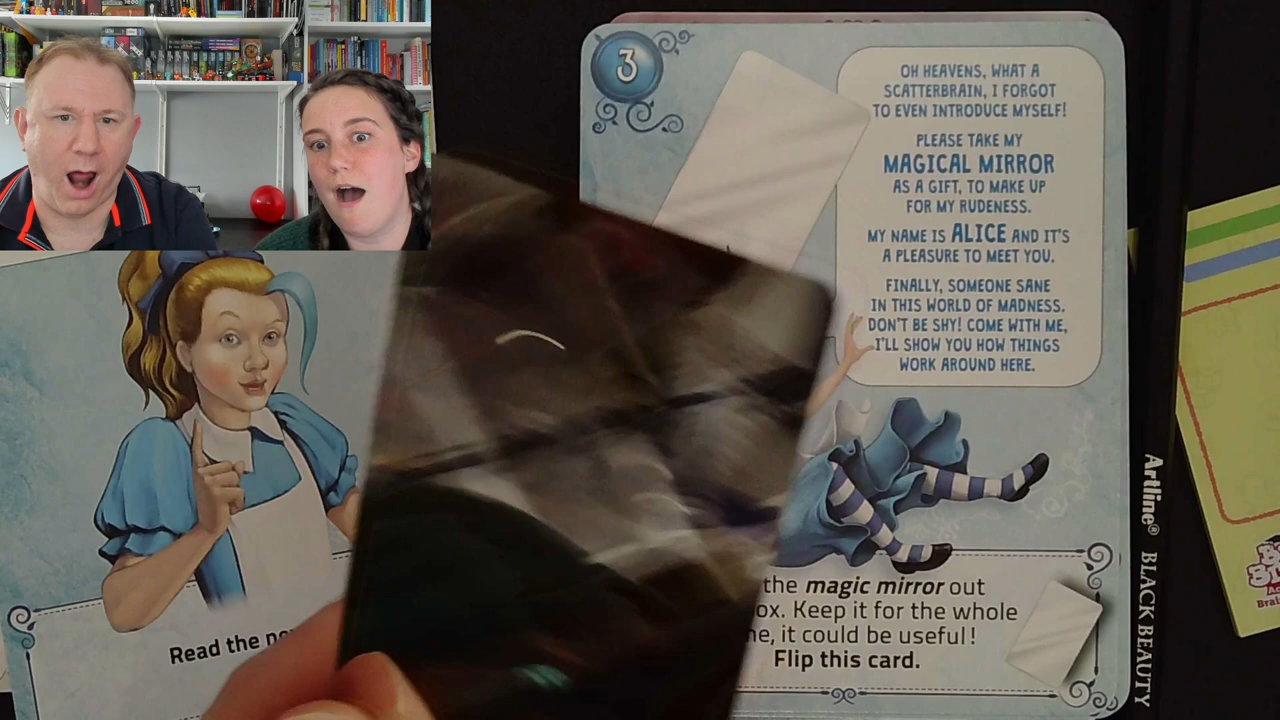 3
OH HEAVENS, WHAT A
SCATTERBRAIN, I FORGOT
TO EVEN INTRODUCE MYSELF!
PLEASE TAKE MY
MAGICAL MIRROR
AS A GIFT, TO MAKE UP
FOR MY RUDENESS.
MY NAME IS ALICE AND IT'S
A PLEASURE TO MEET YOU.
FINALLY, SOMEONE SANE
IN THIS WORLD OF MADNESS.
DON'T BE SHY! COME WITH ME,
I'LL SHOW YOU HOW THINGS
WORK AROUND HERE.
the magic mirror out
Keep it for the whole
it could be useful!
Flip this card.
Read the
Artline® BLACK BEAUTY